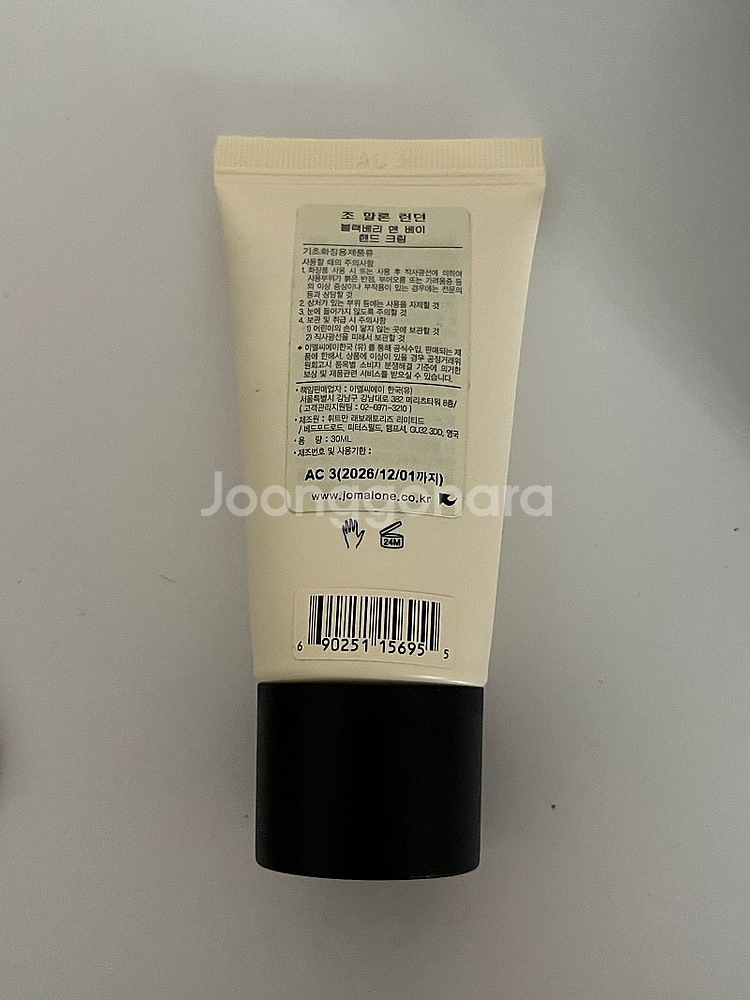 조 말론 런던
블랙베리 앤 베이
핸드 크림
기초화장용제품류
사용할 때의 주의사항
1. 화장품 사용 시 또는 사용 후 직사광선에 의하여
사용부위가 붉은 반점, 부어오름 또는 가려움증 등
의 이상 증상이나 부작용이 있는 경우에는 전문의
등과 상담할 것
2. 상처가 있는 부위 등에는 사용을 자제할 것
3. 눈에 들어가지 않도록 주의할 것
4. 보관 및 취급 시 주의사항
1) 어린이의 손이 닿지 않는 곳에 보관할 것
2) 직사광선을 피해서 보관할 것
* 이엘씨에이한국 (유) 를 통해 공식수입, 판매되는 제
품에 한해서, 상품에 이상이 있을 경우 공정거래위
원회고시 품목별 소비자 분쟁해결 기준에 의거한
보상 및 제품관련 서비스를 받으실 수 있습니다.
• 책임판매업자 : 이엘씨에이 한국(유)
서울특별시 강남구 강남대로 382 메리츠타워 8층/
( 고객관리지원팀 : 02-6971-3210 )
• 제조원 : 휘트만 래보래토리즈 리미티드
/ 베드포드로드, 피터스필드, 햄프셔, GU32 3DD, 영국
• 용 량 : 30ML
• 제조번호 및 사용기한 :
AC 3(2026/12/01까지)
www.jomalone.co.kr
Joonggonara
24M
6 90251 15695 5